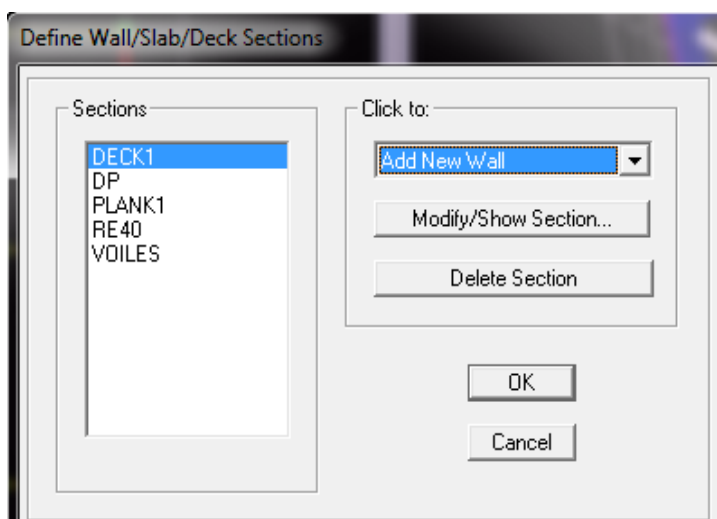 Define Wall/Slab/Deck Sections
Sections
DECK1
DP
PLANK1
RE40
VOILES
Click to:
Add New Wall
Modify/Show Section...
Delete Section
OK
Cancel